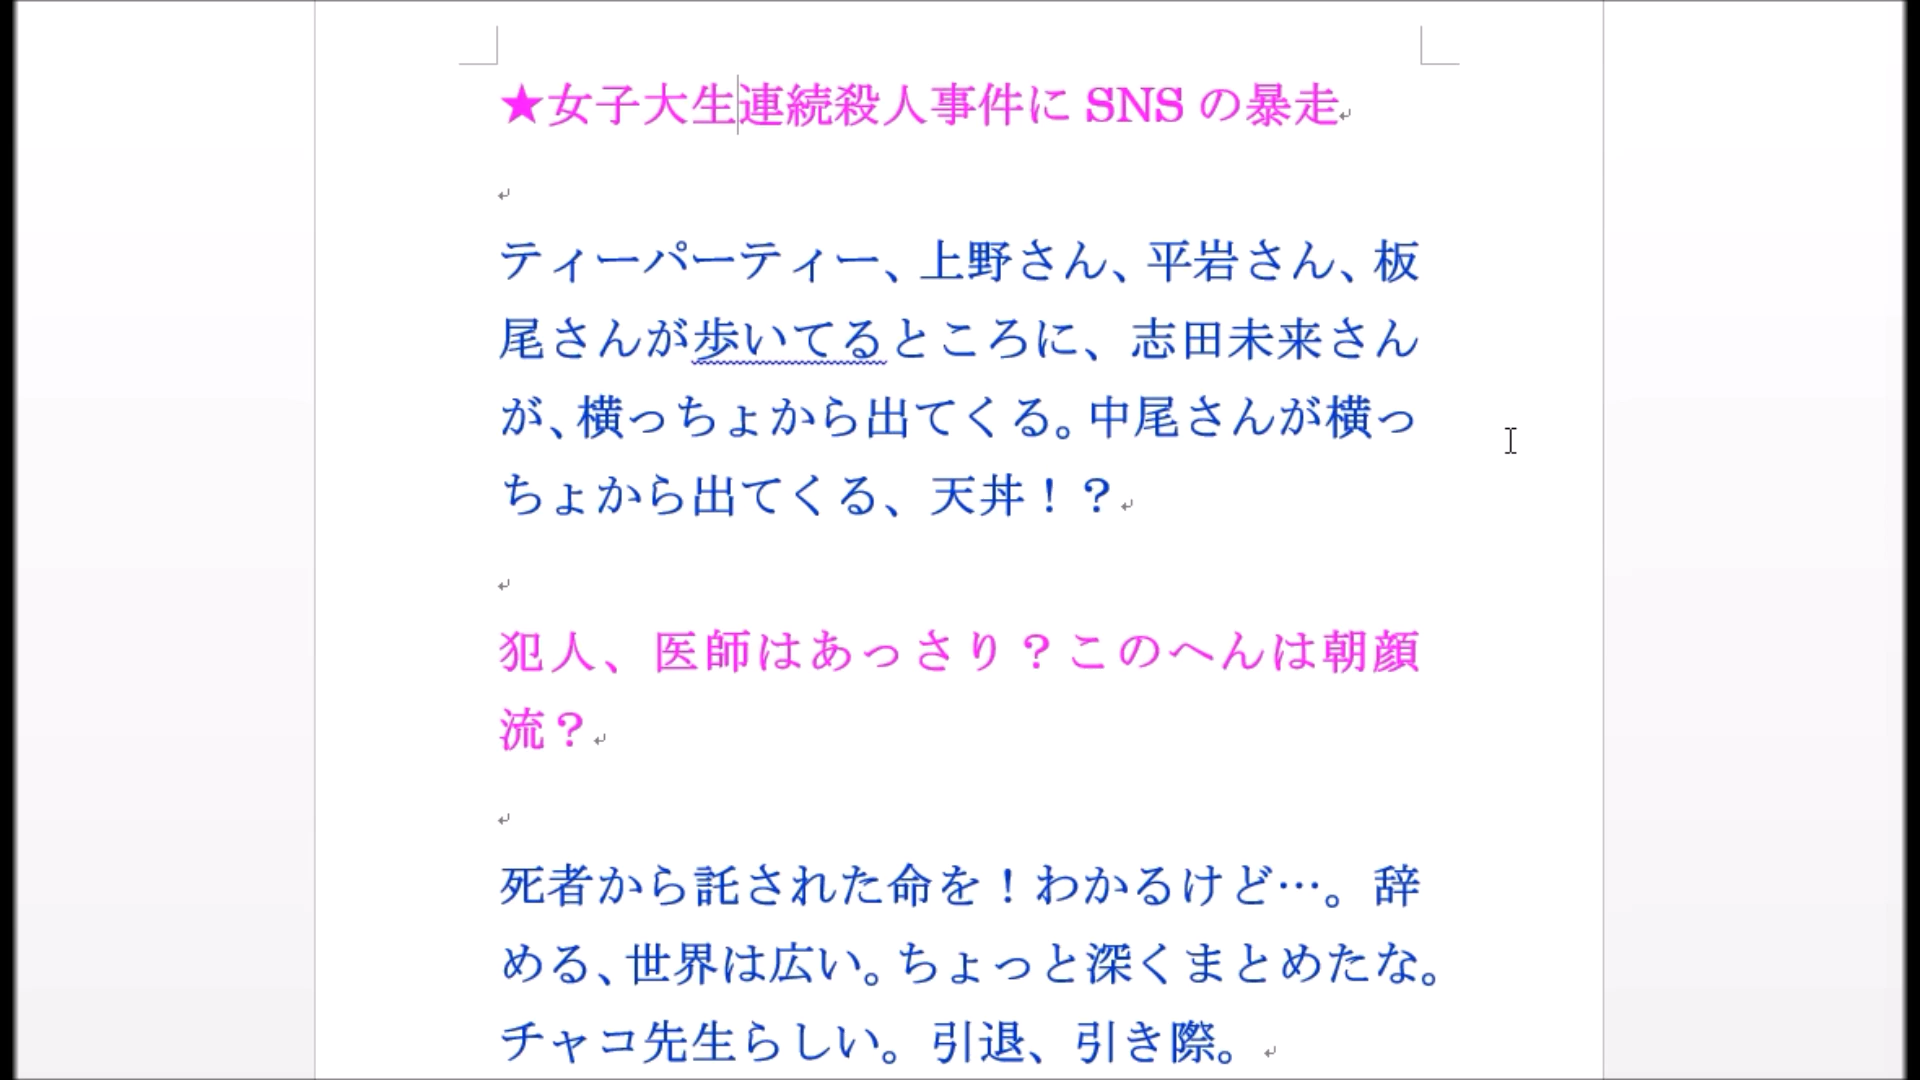 ★女子大生連続殺人事件に SNS の暴走
ティーパーティー、上野さん、平岩さん、板
尾さんが歩いてるところに、志田未来さん
が、横っちょから出てくる。中尾さんが横っ
ちょから出てくる、天丼！？
犯人、医師はあっさり？このへんは朝顔
流？
死者から託された命を！わかるけど…。辞
める、世界は広い。ちょっと深くまとめたな。
チャコ先生らしい。引退、引き際。